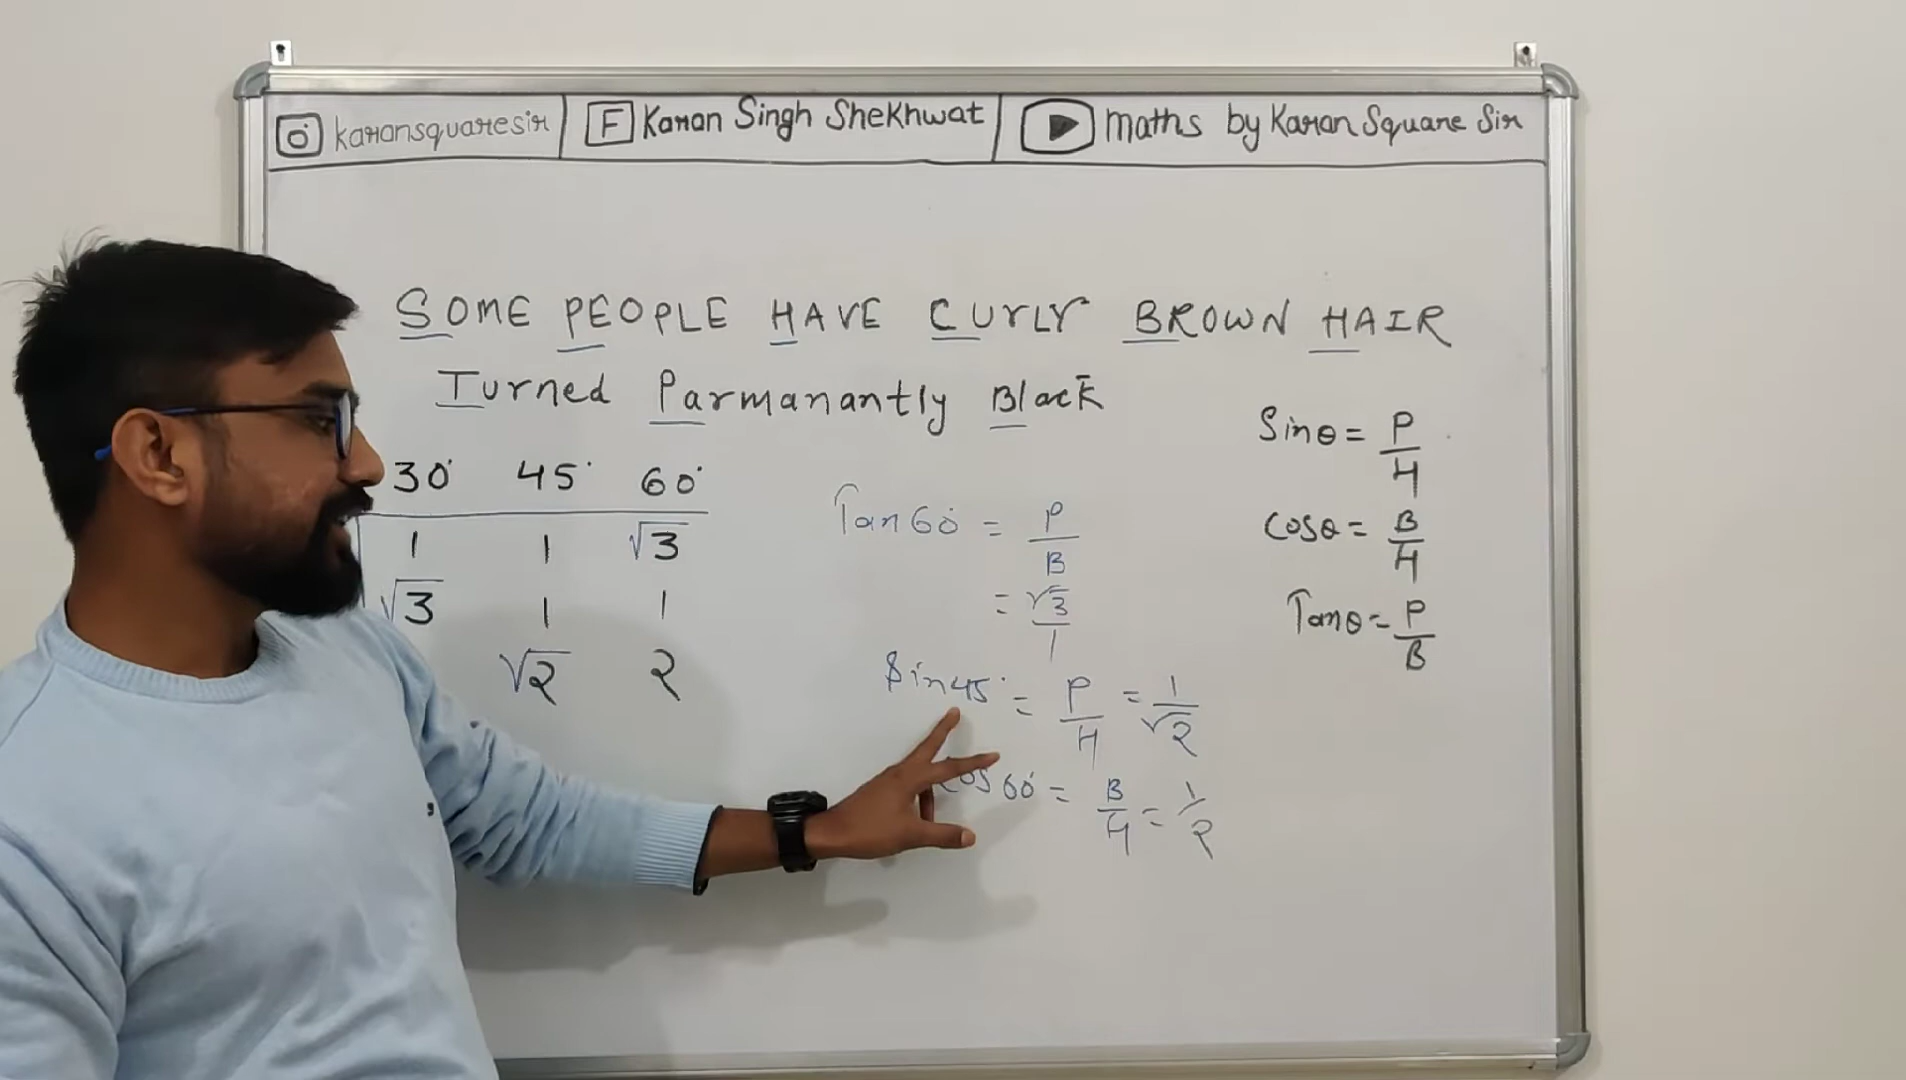 karansquaresir F Karan Singh Shekhwat Maths by Karan Square Sir
SOME PEOPLE HAVE CURLY BROWN HAIR
Turned Parmanantly Black
30° 45° 60°
1 1 √3
√3 1 1
√2 2
Tan60° = P/B
= √3/1
Sin45° = P/H = 1/√2
cos60° = B/H = 1/2
Sinθ = P/H
Cosθ = B/H
Tanθ = P/B